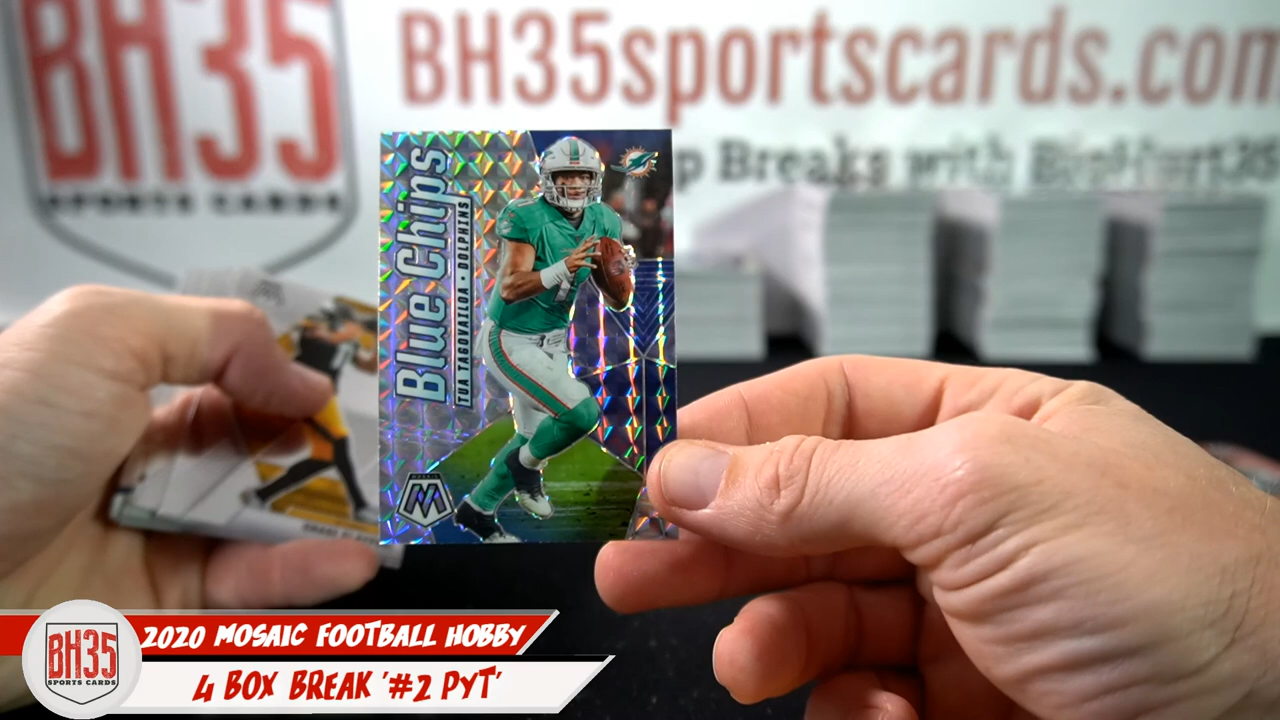 BH35
SPORTS CARDS
BH35sportscards.com
Breaks with
Blue Chips
TUA TAGOVAILOA • DOLPHINS
MOSAIC
M
BH35
SPORTS CARDS
2020 MOSAIC FOOTBALL HOBBY
4 BOX BREAK '#2 PYT'